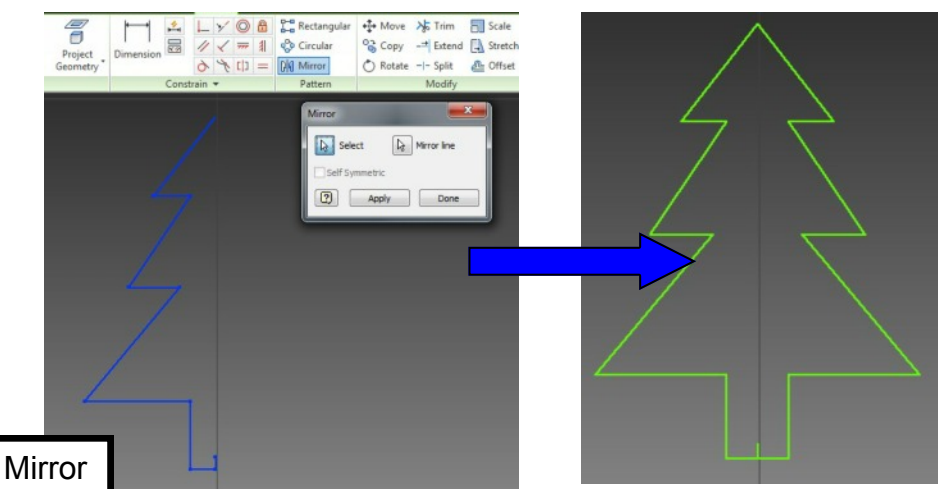 Project Geometry
Dimension
Rectangular
Circular
Mirror
Move
Copy
Rotate
Trim
Extend
Split
Scale
Stretch
Offset
Constrain
Pattern
Modify
Mirror
Select
Mirror line
Self Symmetric
Apply
Done
Mirror